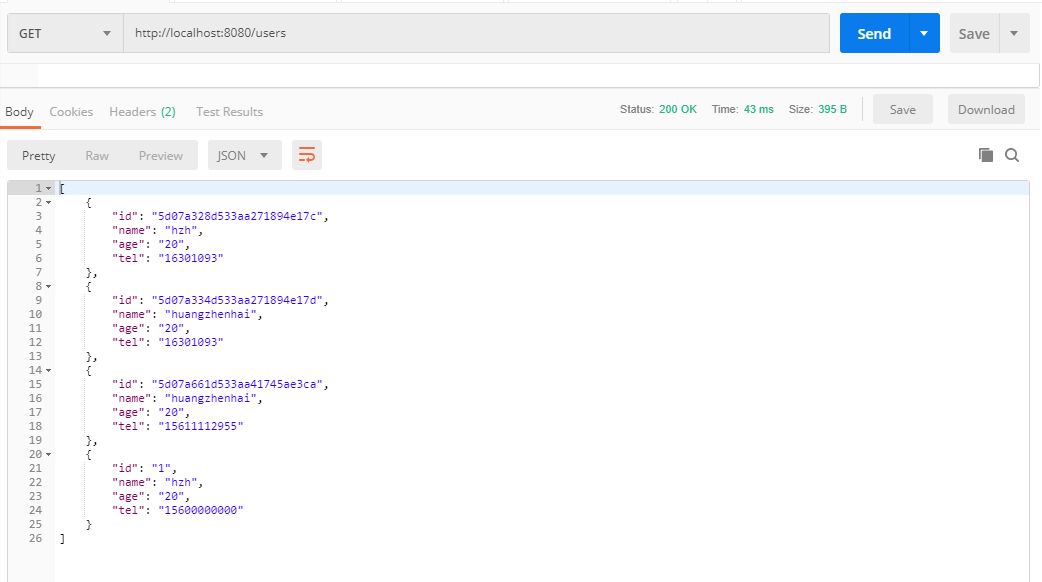 GET http://localhost:8080/users Send Save
Body Cookies Headers (2) Test Results Status: 200 OK Time: 43 ms Size: 395 B Save Download
Pretty Raw Preview JSON
1 [
2 {
3 "id": "5d07a328d533aa271894e17c",
4 "name": "hzh",
5 "age": "20",
6 "tel": "16301093"
7 },
8 {
9 "id": "5d07a334d533aa271894e17d",
10 "name": "huangzhenhai",
11 "age": "20",
12 "tel": "16301093"
13 },
14 {
15 "id": "5d07a661d533aa41745ae3ca",
16 "name": "huangzhenhai",
17 "age": "20",
18 "tel": "15611112955"
19 },
20 {
21 "id": "1",
22 "name": "hzh",
23 "age": "20",
24 "tel": "15600000000"
25 }
26 ]